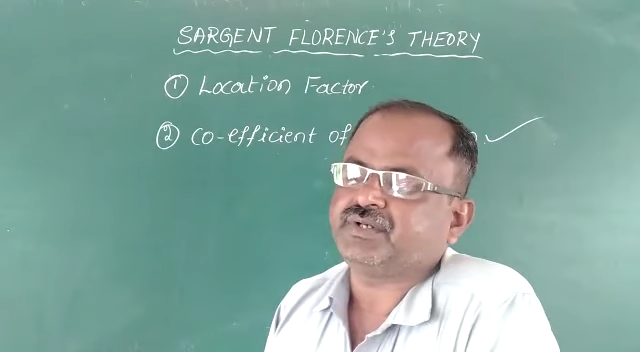 SARGENT FLORENCE'S THEORY
① Location Factor
② Co-efficient of